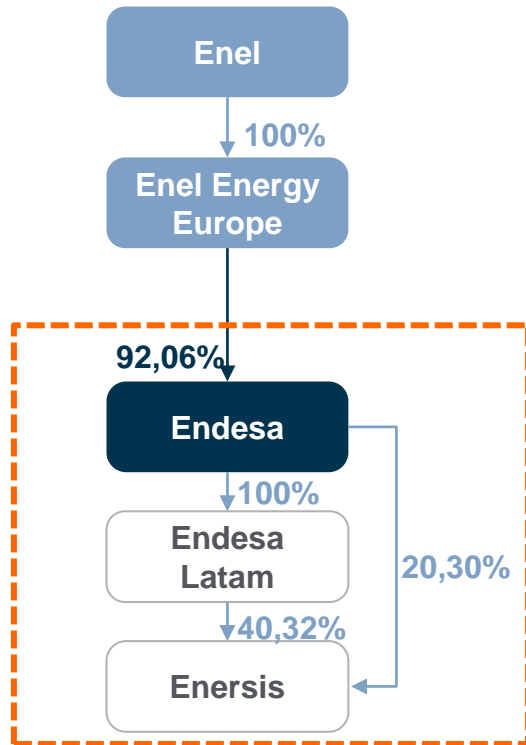 Enel
100%
Enel Energy
Europe
92,06%
Endesa
100%
Endesa
Latam
20,30%
40,32%
Enersis